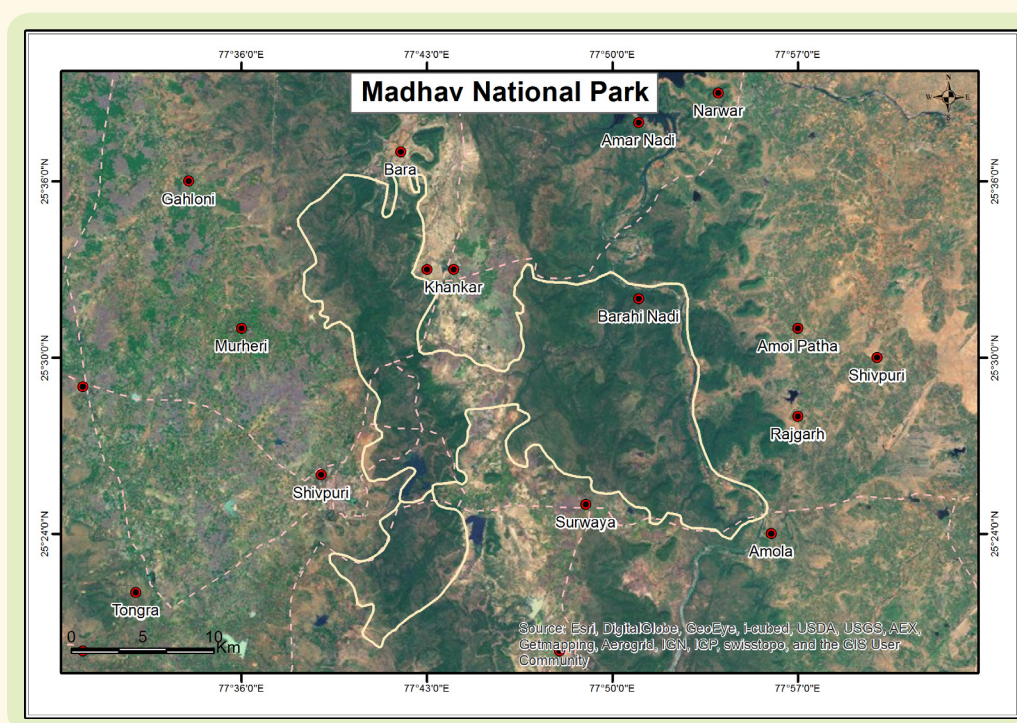 77°36'0"E
77°43'0"E
77°50'0"E
77°57'0"E
Madhav National Park
N
W E
S
Narwar
Amar Nadi
Bara
25°36'0"N
25°36'0"N
Gahloni
Khankar
Barahi Nadi
Murheri
Amoi Patha
25°30'0"N
25°30'0"N
Shivpuri
Rajgarh
Shivpuri
Surwaya
25°24'0"N
25°24'0"N
Amola
Tongra
0 5 10
Km
Source: Esri, DigitalGlobe, GeoEye, i-cubed, USDA, USGS, AEX,
Getmapping, Aerogrid, IGN, IGP, swisstopo, and the GIS User
Community
77°36'0"E
77°43'0"E
77°50'0"E
77°57'0"E